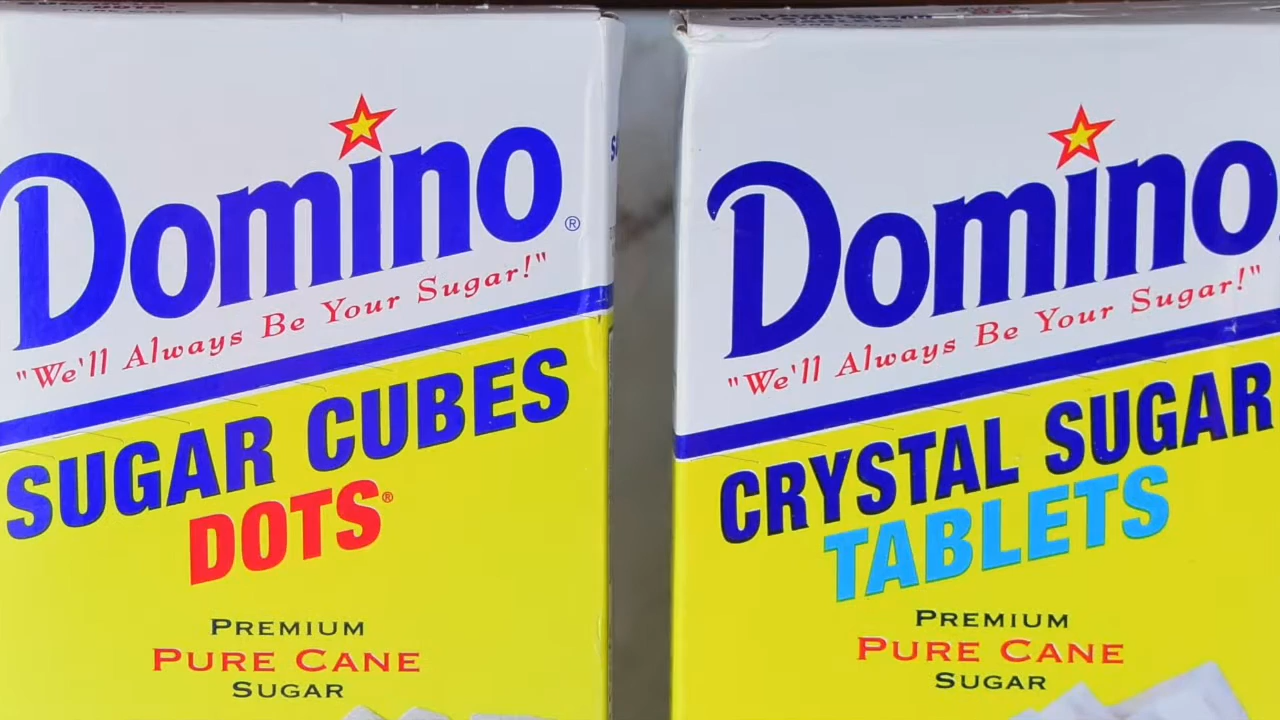 Domino®
"We'll Always Be Your Sugar!"
SUGAR CUBES
DOTS®
PREMIUM
PURE CANE
SUGAR
Domino
"We'll Always Be Your Sugar!"
CRYSTAL SUGAR
TABLETS
PREMIUM
PURE CANE
SUGAR